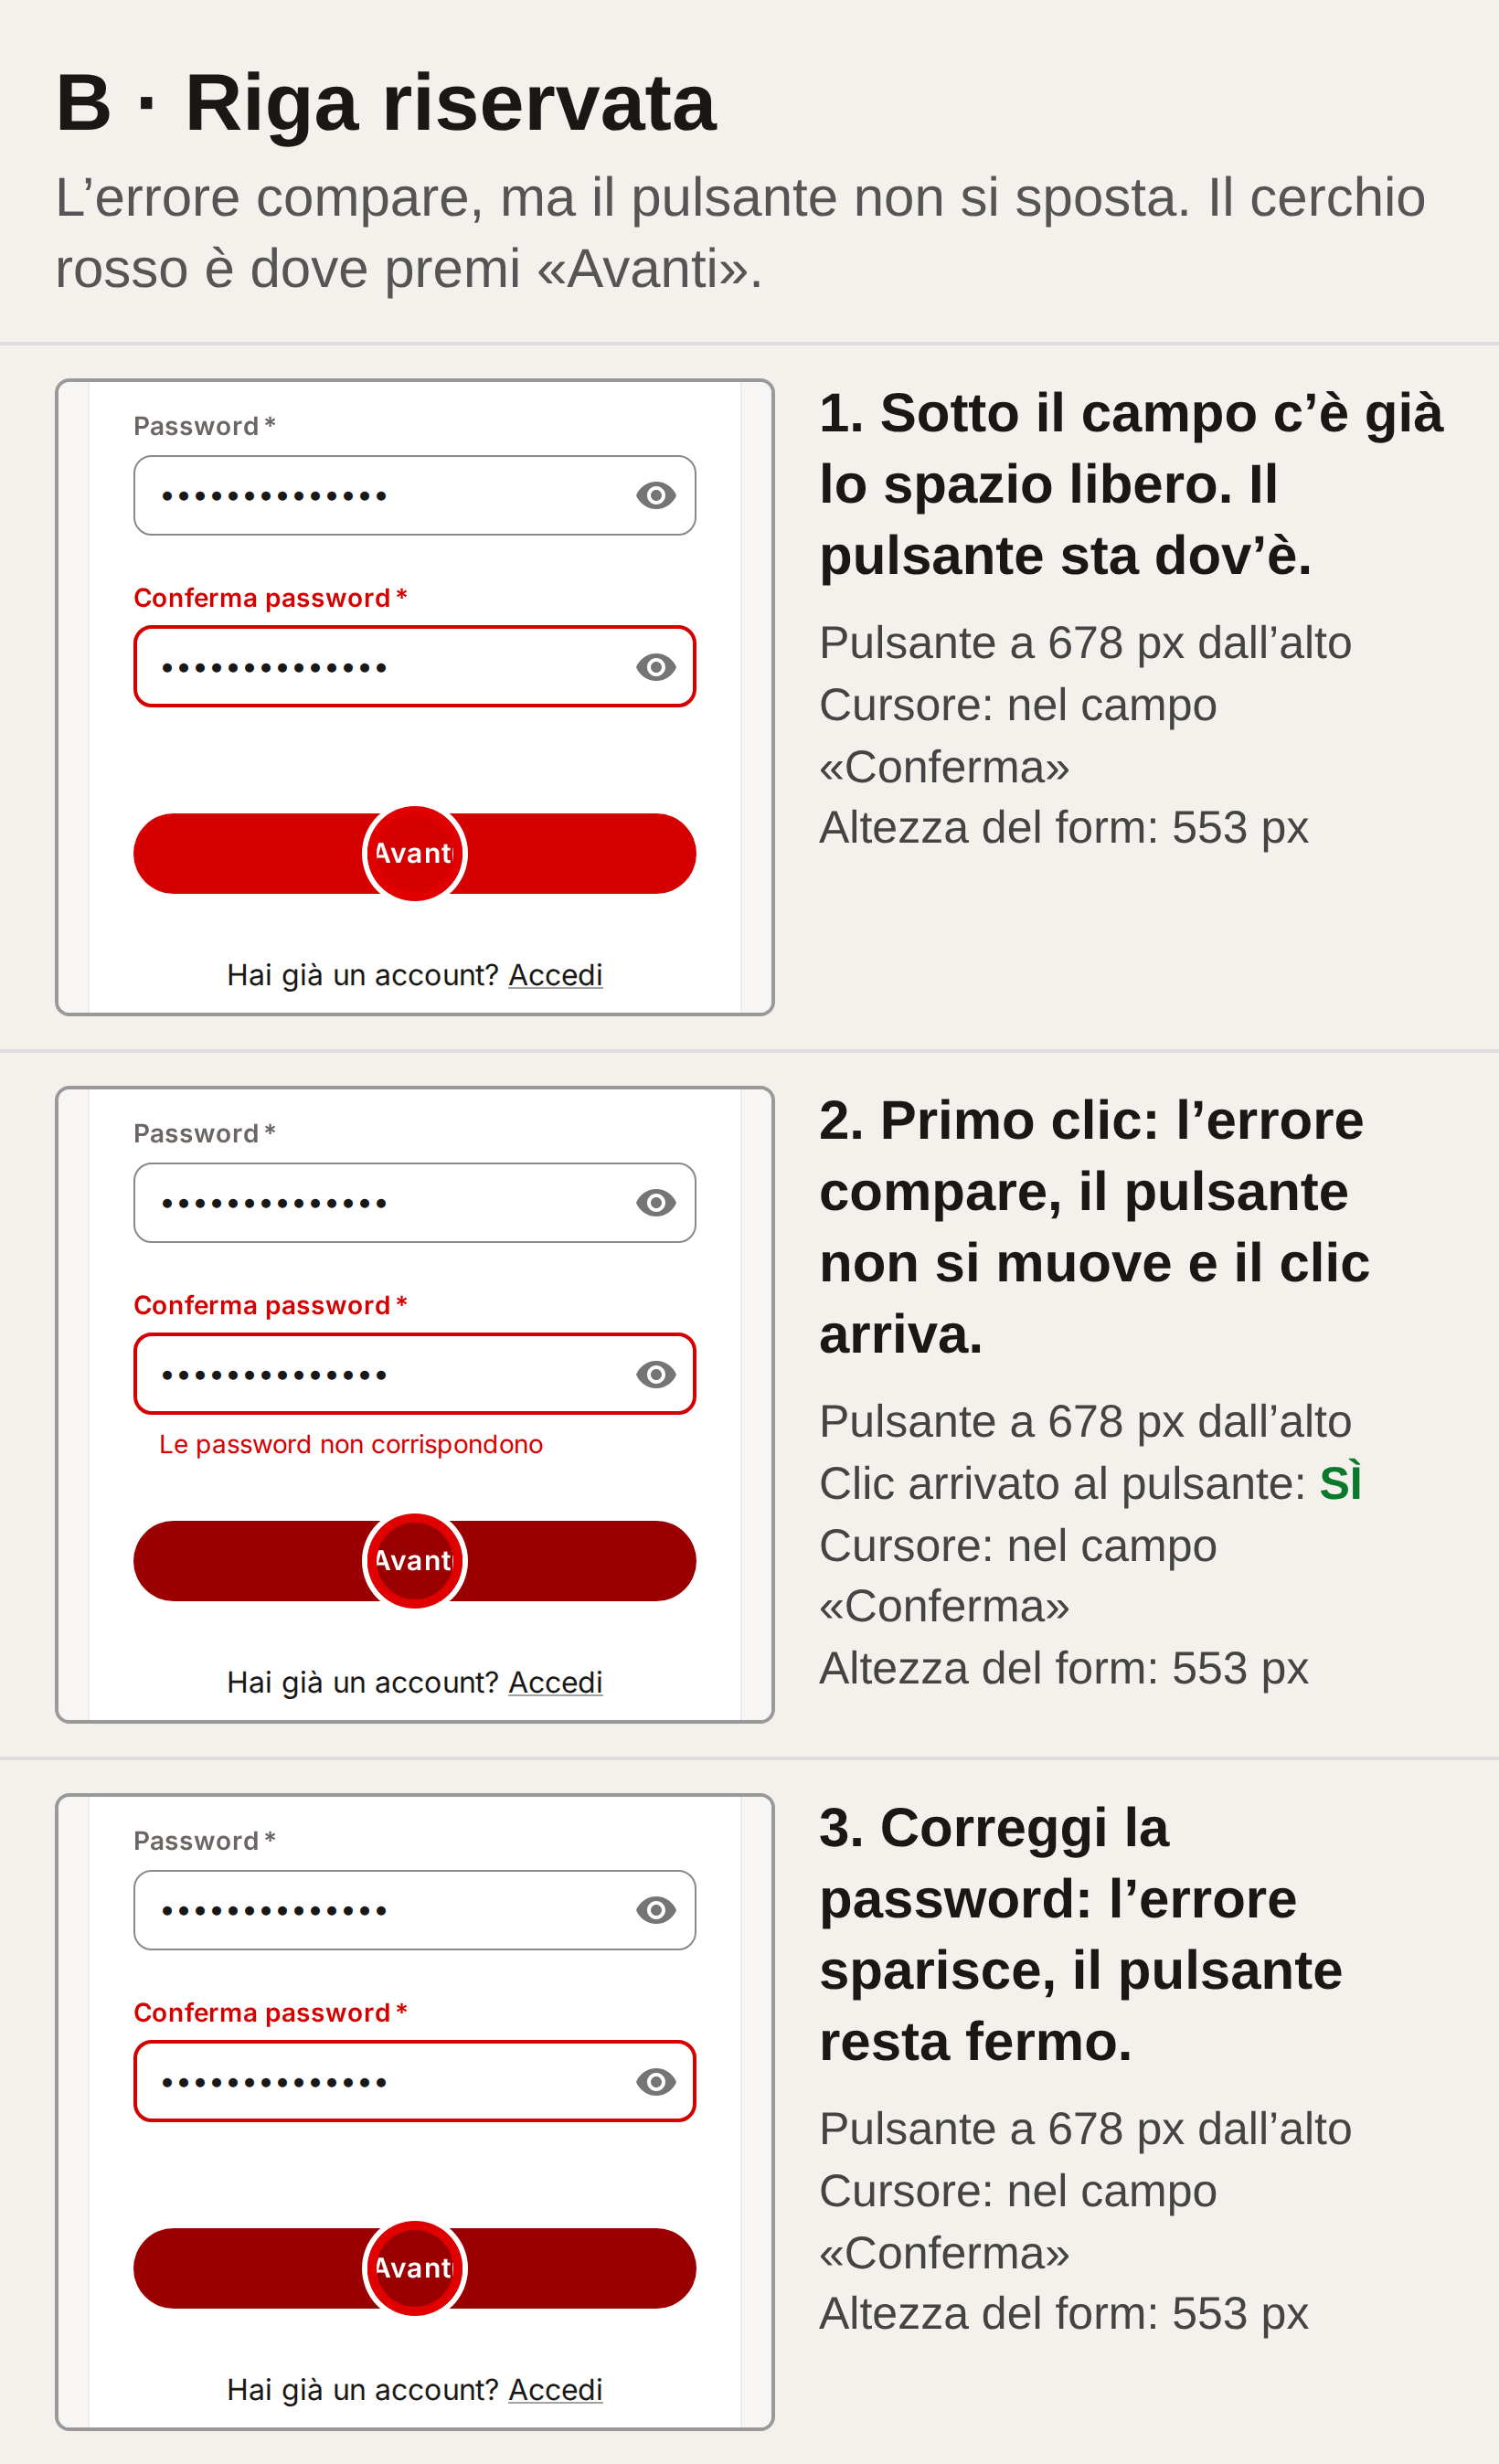 B · Riga riservata
L’errore compare, ma il pulsante non si sposta. Il cerchio
rosso è dove premi «Avanti».
Password *
••••••••••••••
Conferma password *
••••••••••••••
Avanti
Hai già un account? Accedi
1. Sotto il campo c’è già
lo spazio libero. Il
pulsante sta dov’è.
Pulsante a 678 px dall’alto
Cursore: nel campo
«Conferma»
Altezza del form: 553 px
Password *
••••••••••••••
Conferma password *
••••••••••••••
Le password non corrispondono
Avanti
Hai già un account? Accedi
2. Primo clic: l’errore
compare, il pulsante
non si muove e il clic
arriva.
Pulsante a 678 px dall’alto
Clic arrivato al pulsante: SÌ
Cursore: nel campo
«Conferma»
Altezza del form: 553 px
Password *
••••••••••••••
Conferma password *
••••••••••••••
Avanti
Hai già un account? Accedi
3. Correggi la
password: l’errore
sparisce, il pulsante
resta fermo.
Pulsante a 678 px dall’alto
Cursore: nel campo
«Conferma»
Altezza del form: 553 px